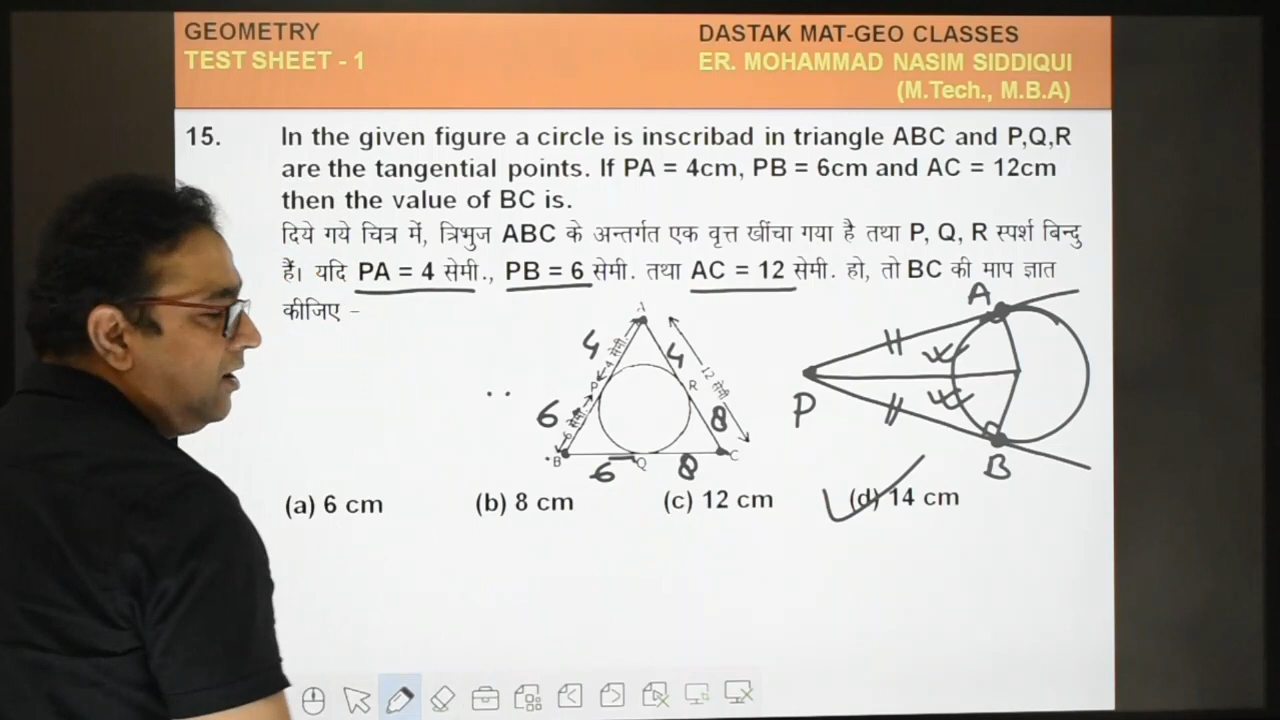 GEOMETRY
TEST SHEET - 1
DASTAK MAT-GEO CLASSES
ER. MOHAMMAD NASIM SIDDIQUI
(M.Tech., M.B.A)
15. In the given figure a circle is inscribad in triangle ABC and P,Q,R
are the tangential points. If PA = 4cm, PB = 6cm and AC = 12cm
then the value of BC is.
दिये गये चित्र में, त्रिभुज ABC के अन्तर्गत एक वृत्त खींचा गया है तथा P, Q, R स्पर्श बिन्दु
हैं। यदि PA = 4 सेमी., PB = 6 सेमी. तथा AC = 12 सेमी. हो, तो BC की माप ज्ञात
कीजिए -
A
4
4 सेमी.
4
12 सेमी
P
R
6
6 सेमी.
8
B
Q
C
6
8
A
P
B
(a) 6 cm (b) 8 cm (c) 12 cm (d) 14 cm